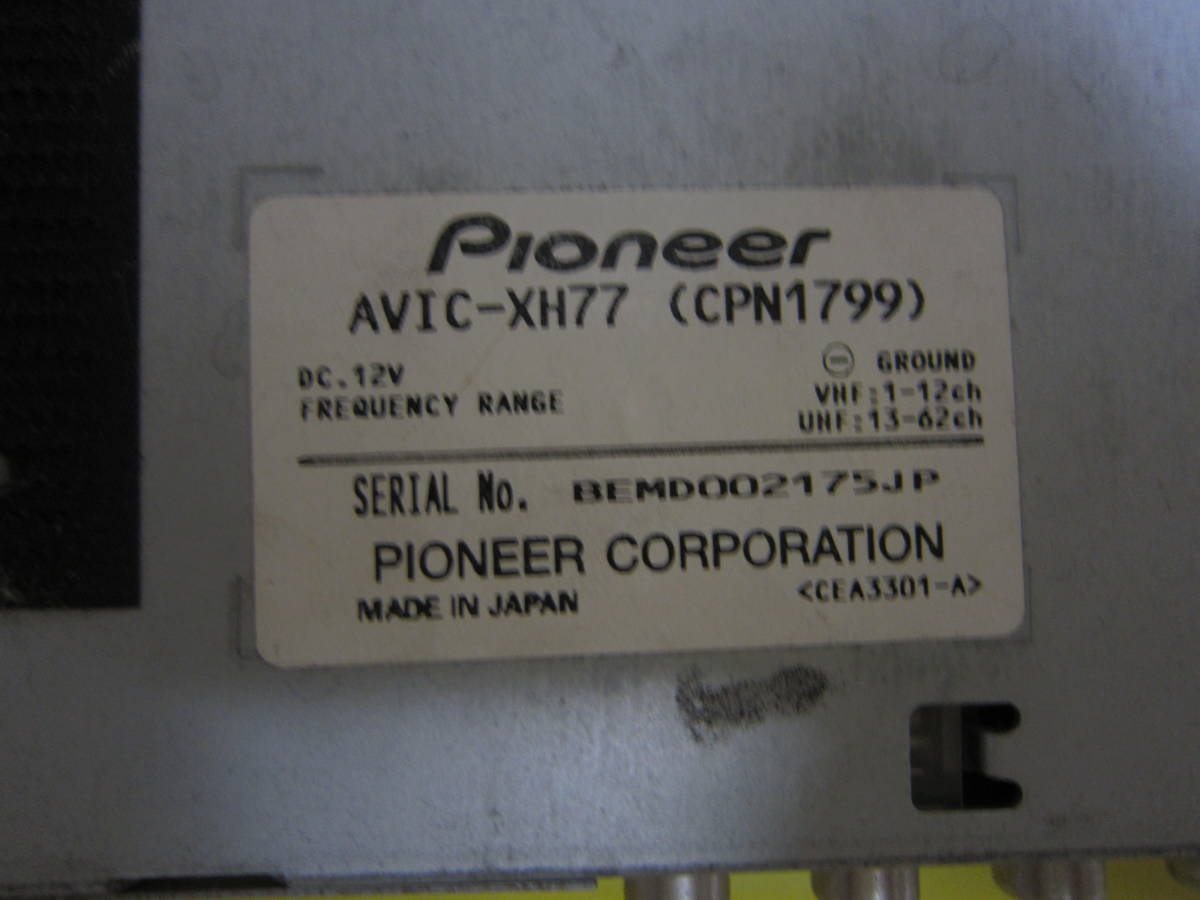 Pioneer
AVIC-XH77 (CPN1799)
DC.12V ⊖ GROUND
FREQUENCY RANGE VHF:1-12ch
UHF:13-62ch
SERIAL No. BEMD002175JP
PIONEER CORPORATION
MADE IN JAPAN <CEA3301-A>